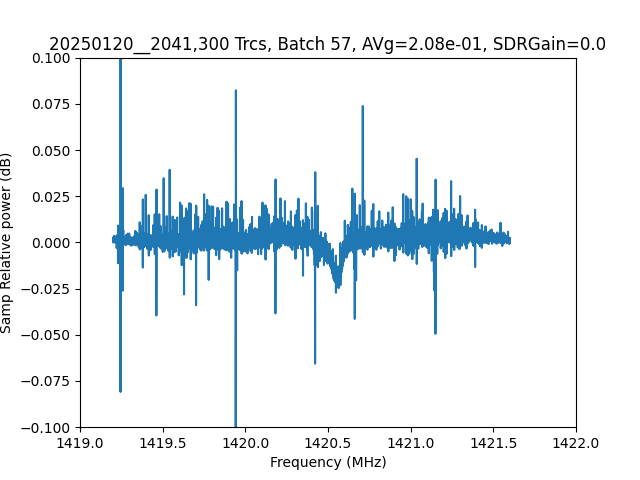 20250120__2041,300 Trcs, Batch 57, AVg=2.08e-01, SDRGain=0.0
0.100
0.075
0.050
0.025
0.000
−0.025
−0.050
−0.075
−0.100
Samp Relative power (dB)
1419.0 1419.5 1420.0 1420.5 1421.0 1421.5 1422.0
Frequency (MHz)